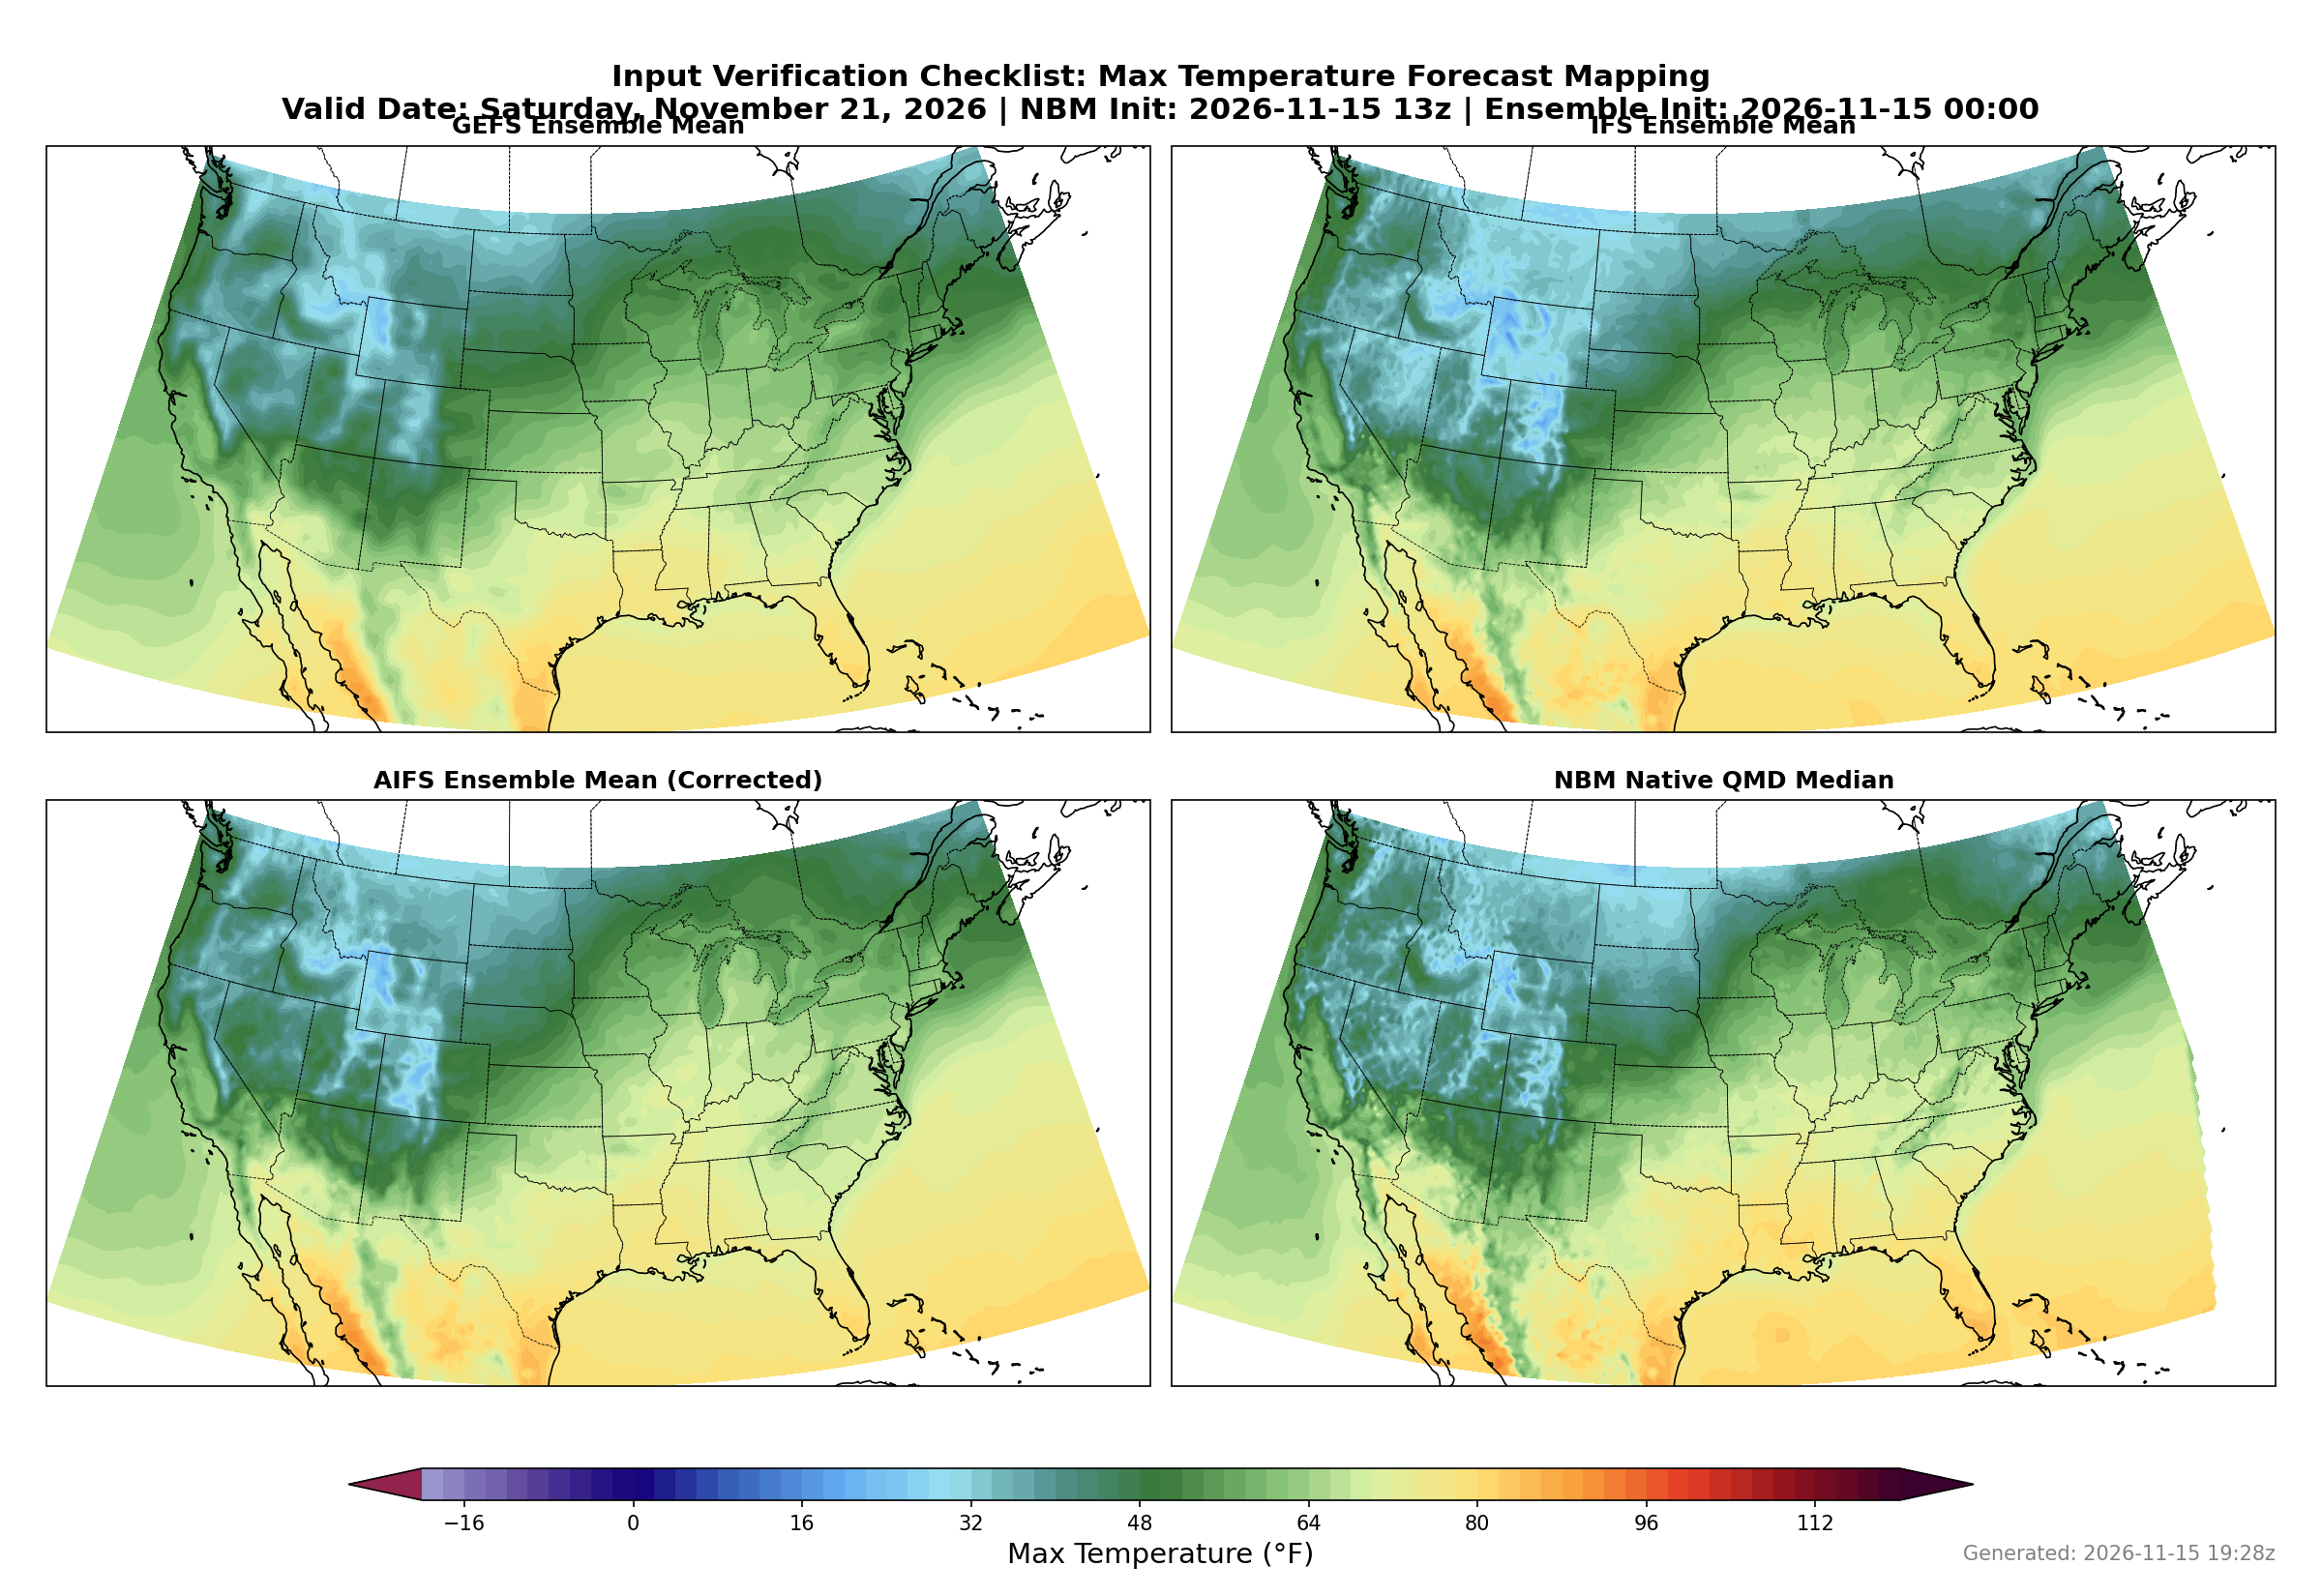 Input Verification Checklist: Max Temperature Forecast Mapping
Valid Date: Saturday, November 21, 2026 | NBM Init: 2026-11-15 13z | Ensemble Init: 2026-11-15 00:00
GEFS Ensemble Mean
IFS Ensemble Mean
AIFS Ensemble Mean (Corrected)
NBM Native QMD Median
−16 0 16 32 48 64 80 96 112
Max Temperature (°F)
Generated: 2026-11-15 19:28z